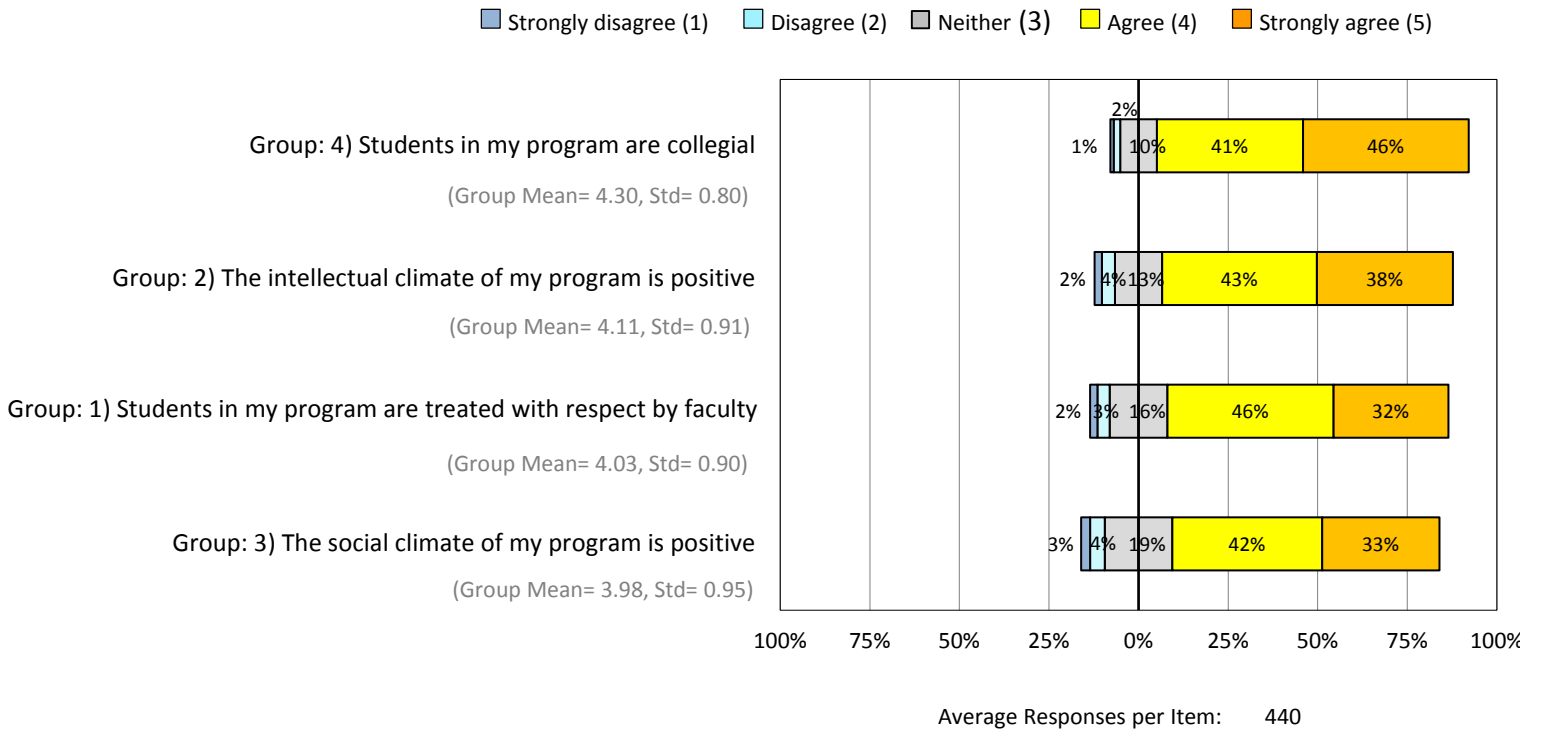 Strongly disagree (1) Disagree (2) Neither (3) Agree (4) Strongly agree (5)
Group: 4) Students in my program are collegial
(Group Mean= 4.30, Std= 0.80)
1% 2% 10% 41% 46%
Group: 2) The intellectual climate of my program is positive
(Group Mean= 4.11, Std= 0.91)
2% 4% 13% 43% 38%
Group: 1) Students in my program are treated with respect by faculty
(Group Mean= 4.03, Std= 0.90)
2% 3% 16% 46% 32%
Group: 3) The social climate of my program is positive
(Group Mean= 3.98, Std= 0.95)
3% 4% 19% 42% 33%
100% 75% 50% 25% 0% 25% 50% 75% 100%
Average Responses per Item: 440